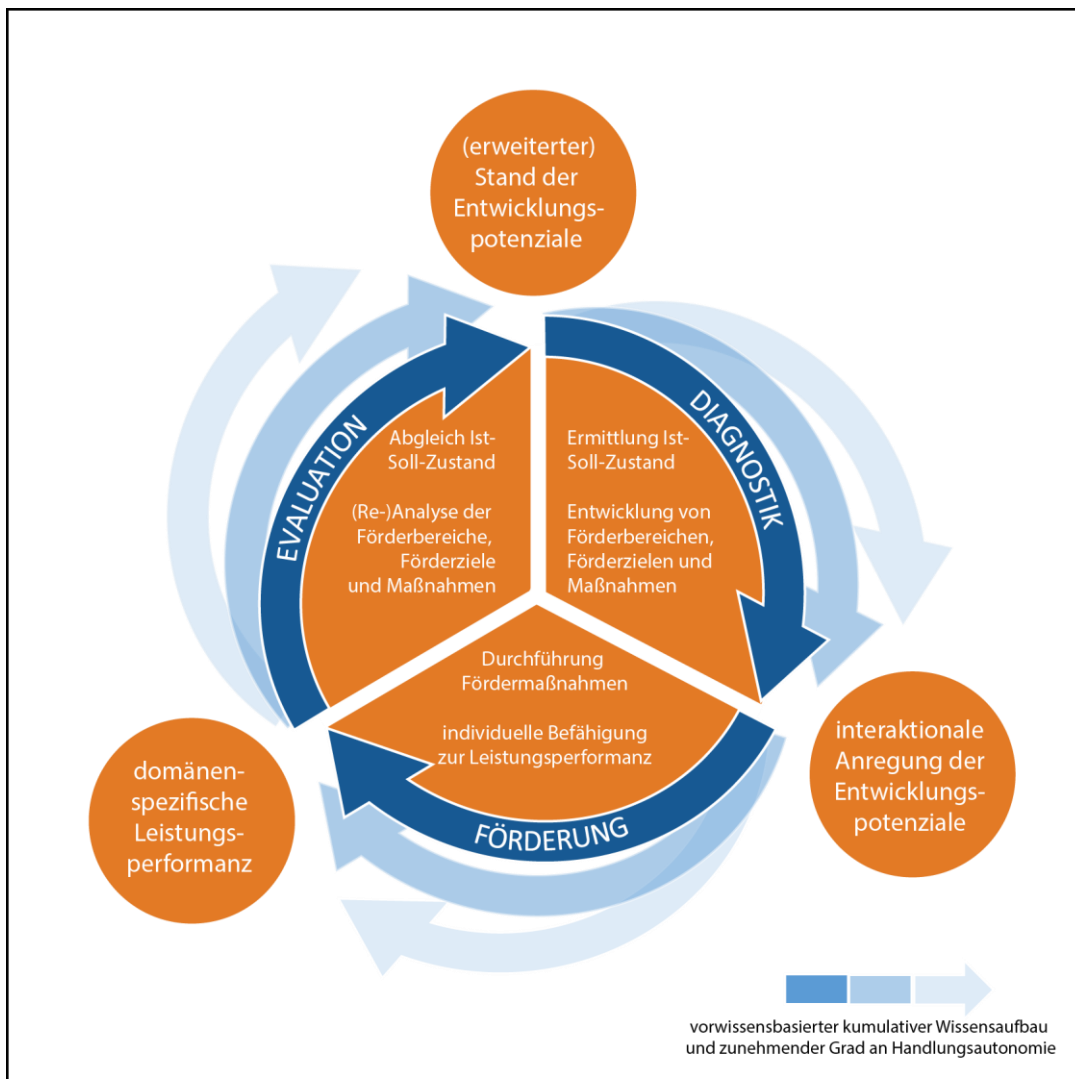 (erweiterter)
Stand der
Entwicklungs-
potenziale
EVALUATION
Abgleich Ist-
Soll-Zustand
(Re-)Analyse der
Förderbereiche,
Förderziele
und Maßnahmen
DIAGNOSTIK
Ermittlung Ist-
Soll-Zustand
Entwicklung von
Förderbereichen,
Förderzielen und
Maßnahmen
Durchführung
Fördermaßnahmen
individuelle Befähigung
zur Leistungsperformanz
FÖRDERUNG
domänen-
spezifische
Leistungs-
performanz
interaktionale
Anregung der
Entwicklungs-
potenziale
vorwissensbasierter kumulativer Wissensaufbau
und zunehmender Grad an Handlungsautonomie